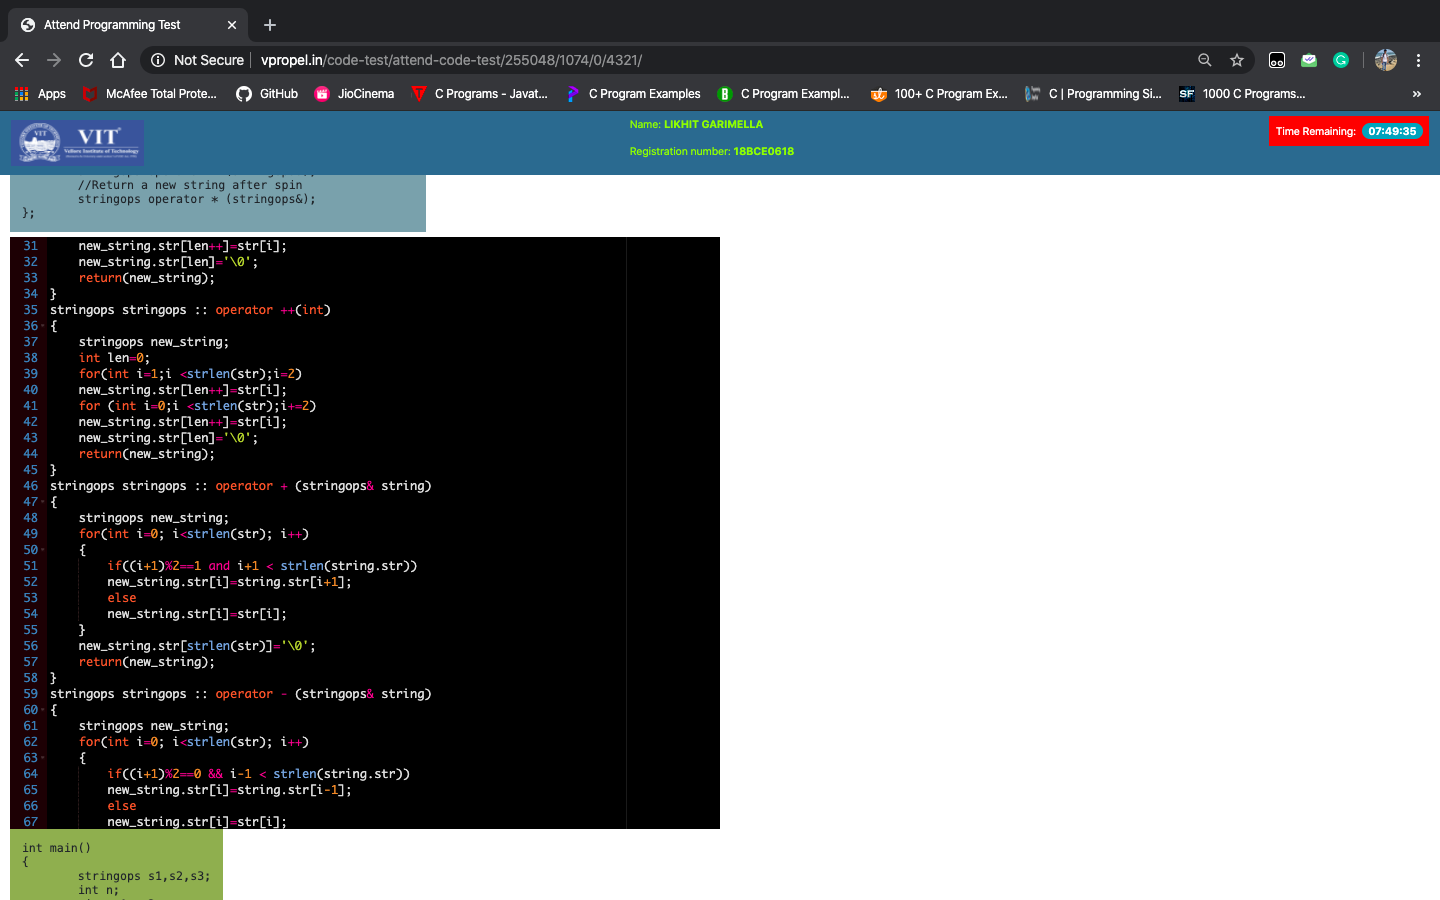 Attend Programming Test
Not Secure
vpropel.in/code-test/attend-code-test/255048/1074/0/4321/
Apps
McAfee Total Prote...
GitHub
JioCinema
C Programs - Javat...
C Program Examples
C Program Exampl...
100+ C Program Ex...
C | Programming Si...
SF
1000 C Programs...
»
VIT
VIT
Vellore Institute of Technology
Name: LIKHIT GARIMELLA
Registration number: 18BCE0618
Time Remaining: 07:49:35
//Return a new string after spin
stringops operator * (stringops&);
};
31 new_string.str[len++]=str[i];
32 new_string.str[len]='\0';
33 return(new_string);
34 }
35 stringops stringops :: operator ++(int)
36 {
37 stringops new_string;
38 int len=0;
39 for(int i=1;i <strlen(str);i=2)
40 new_string.str[len++]=str[i];
41 for (int i=0;i <strlen(str);i+=2)
42 new_string.str[len++]=str[i];
43 new_string.str[len]='\0';
44 return(new_string);
45 }
46 stringops stringops :: operator + (stringops& string)
47 {
48 stringops new_string;
49 for(int i=0; i<strlen(str); i++)
50 {
51 if((i+1)%2==1 and i+1 < strlen(string.str))
52 new_string.str[i]=string.str[i+1];
53 else
54 new_string.str[i]=str[i];
55 }
56 new_string.str[strlen(str)]='\0';
57 return(new_string);
58 }
59 stringops stringops :: operator - (stringops& string)
60 {
61 stringops new_string;
62 for(int i=0; i<strlen(str); i++)
63 {
64 if((i+1)%2==0 && i-1 < strlen(string.str))
65 new_string.str[i]=string.str[i-1];
66 else
67 new_string.str[i]=str[i];
int main()
{
stringops s1,s2,s3;
int n;